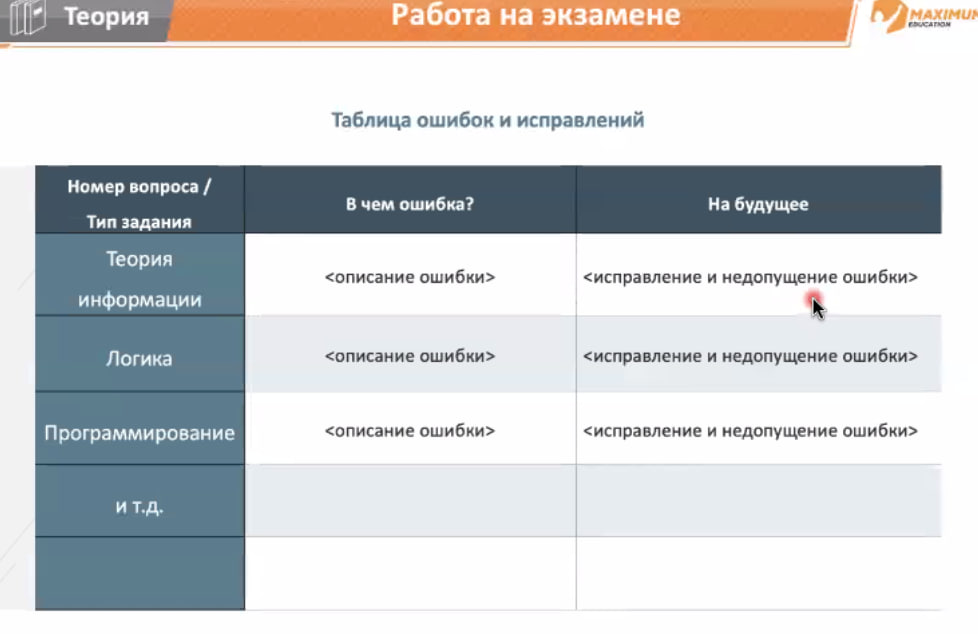 Теория
Работа на экзамене
MAXIMUM
EDUCATION
Таблица ошибок и исправлений
Номер вопроса /
Тип задания
В чем ошибка?
На будущее
Теория
информации
<описание ошибки>
<исправление и недопущение ошибки>
Логика
<описание ошибки>
<исправление и недопущение ошибки>
Программирование
<описание ошибки>
<исправление и недопущение ошибки>
и т.д.